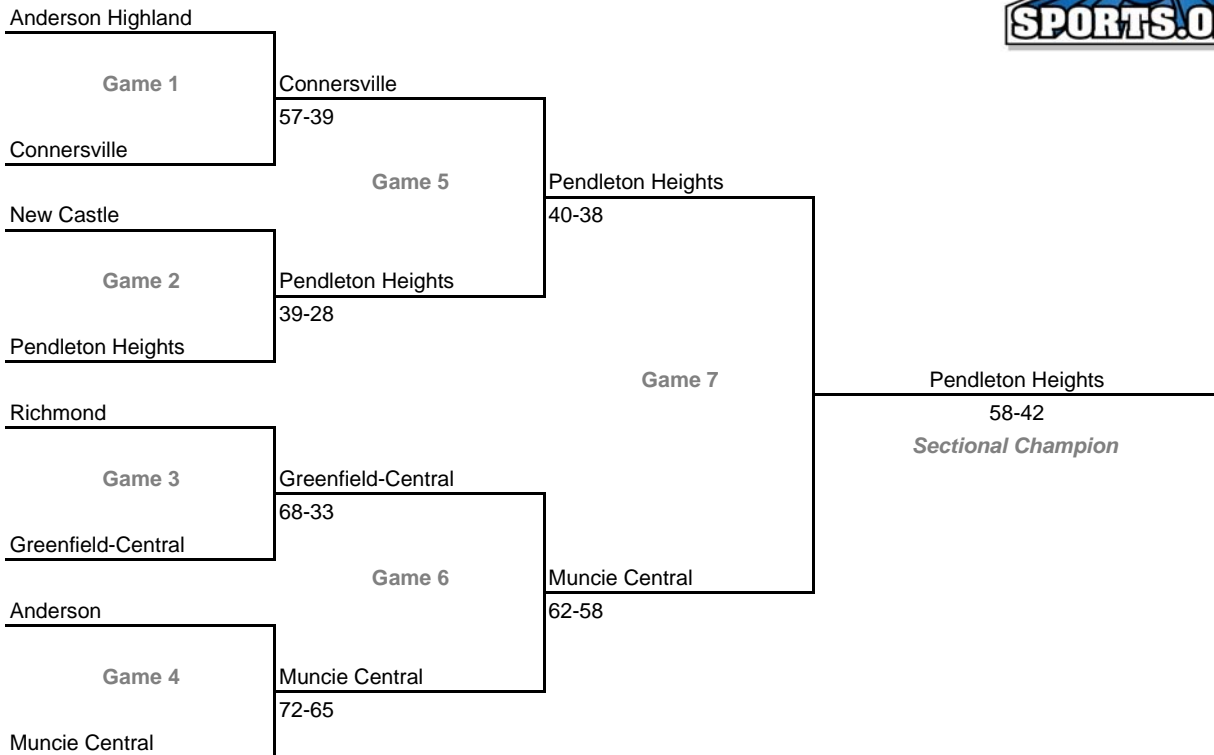 Anderson Highland
SPORTS.O
Game 1
Connersville
57-39
Connersville
Game 5
Pendleton Heights
New Castle
40-38
Game 2
Pendleton Heights
39-28
Pendleton Heights
Game 7
Pendleton Heights
Richmond
58-42
Sectional Champion
Game 3
Greenfield-Central
68-33
Greenfield-Central
Game 6
Muncie Central
Anderson
62-58
Game 4
Muncie Central
72-65
Muncie Central